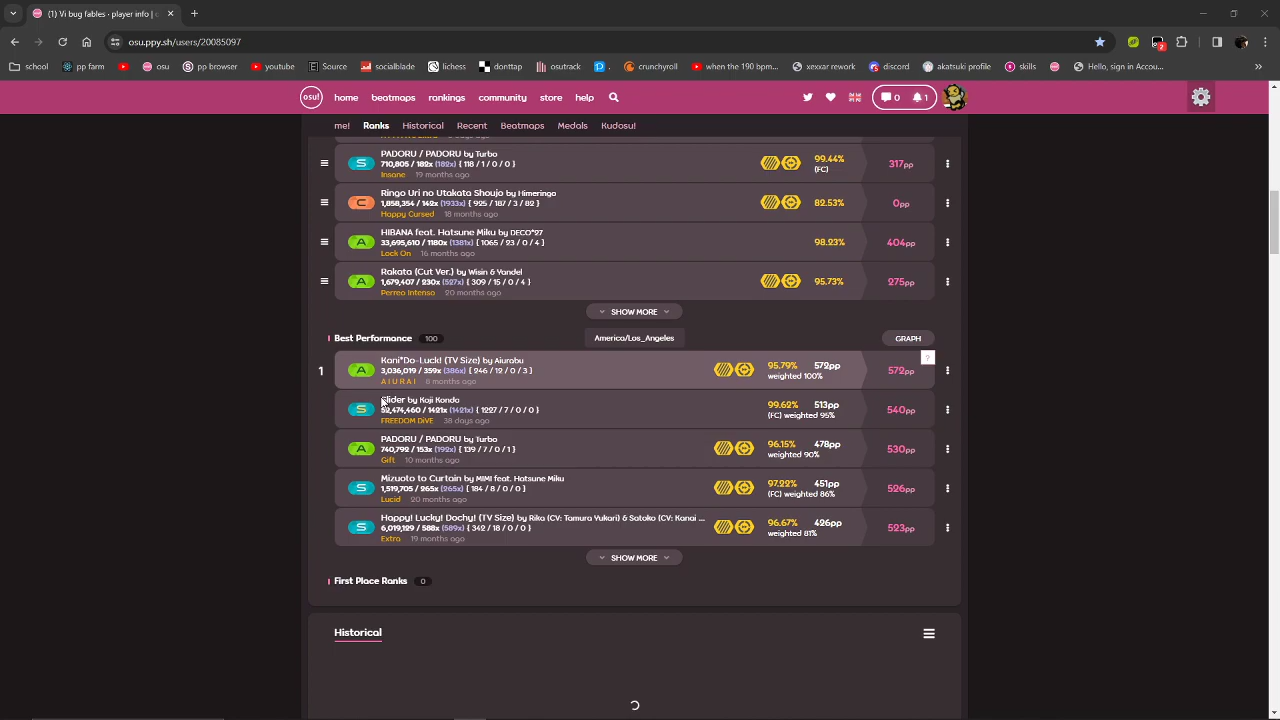 (1) Vi bug fables · player info |
osu.ppy.sh/users/20085097
school pp farm osu pp browser youtube Source socialblade lichess donttap osutrack P.. crunchyroll when the 190 bpm... xexxer rework discord akatsuki profile skills Hello, sign in Accou...
osu! home beatmaps rankings community store help 0 1
me! Ranks Historical Recent Beatmaps Medals Kudosu!
PADORU / PADORU by Turbo
S 710,805 / 182x (182x) { 118 / 1 / 0 / 0 } 99.44% (FC) 317pp
Insane 19 months ago
Ringo Uri no Utakata Shoujo by Himeringo
C 1,858,354 / 142x (1933x) { 925 / 187 / 3 / 82 } 82.53% 0pp
Happy Cursed 18 months ago
HIBANA feat. Hatsune Miku by DECO*27
A 33,695,610 / 1180x (1381x) { 1065 / 23 / 0 / 4 } 98.23% 404pp
Lock On 16 months ago
Rakata (Cut Ver.) by Wisin & Yandel
A 1,679,407 / 230x (527x) { 309 / 15 / 0 / 4 } 95.73% 275pp
Perreo Intenso 20 months ago
SHOW MORE
Best Performance 100 America/Los_Angeles GRAPH
Kani*Do-Luck! (TV Size) by Aiurabu ?
1 A 3,036,019 / 359x (386x) { 246 / 12 / 0 / 3 } 95.79% 572pp weighted 100% 572pp
A I U R A I 8 months ago
Slider by Koji Kondo
S 52,474,460 / 1421x (1421x) { 1227 / 7 / 0 / 0 } 99.62% 513pp (FC) weighted 95% 540pp
FREEDOM DiVE 38 days ago
PADORU / PADORU by Turbo
A 740,792 / 153x (192x) { 139 / 7 / 0 / 1 } 96.15% 478pp weighted 90% 530pp
Gift 10 months ago
Mizuoto to Curtain by MIMI feat. Hatsune Miku
S 1,519,705 / 265x (265x) { 184 / 8 / 0 / 0 } 97.22% 451pp (FC) weighted 86% 526pp
Lucid 20 months ago
Happy! Lucky! Dochy! (TV Size) by Rika (CV: Tamura Yukari) & Satoko (CV: Kanai ...
S 6,019,129 / 588x (589x) { 342 / 18 / 0 / 0 } 96.67% 426pp weighted 81% 523pp
Extra 19 months ago
SHOW MORE
First Place Ranks 0
Historical